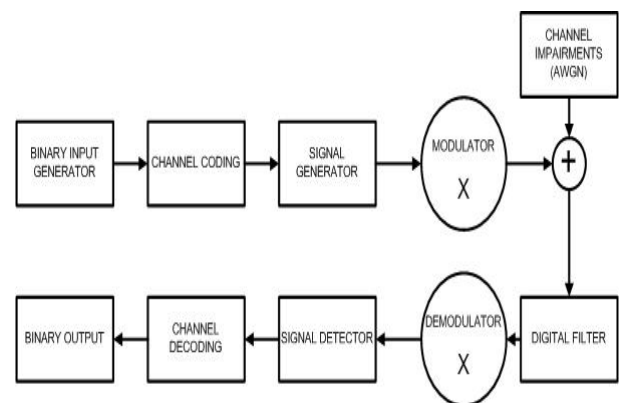 CHANNEL
IMPAIRMENTS
(AWGN)
BINARY INPUT
GENERATOR
CHANNEL CODING
SIGNAL
GENERATOR
MODULATOR
X
+
BINARY OUTPUT
CHANNEL
DECODING
SIGNAL DETECTOR
DEMODULATOR
X
DIGITAL FILTER